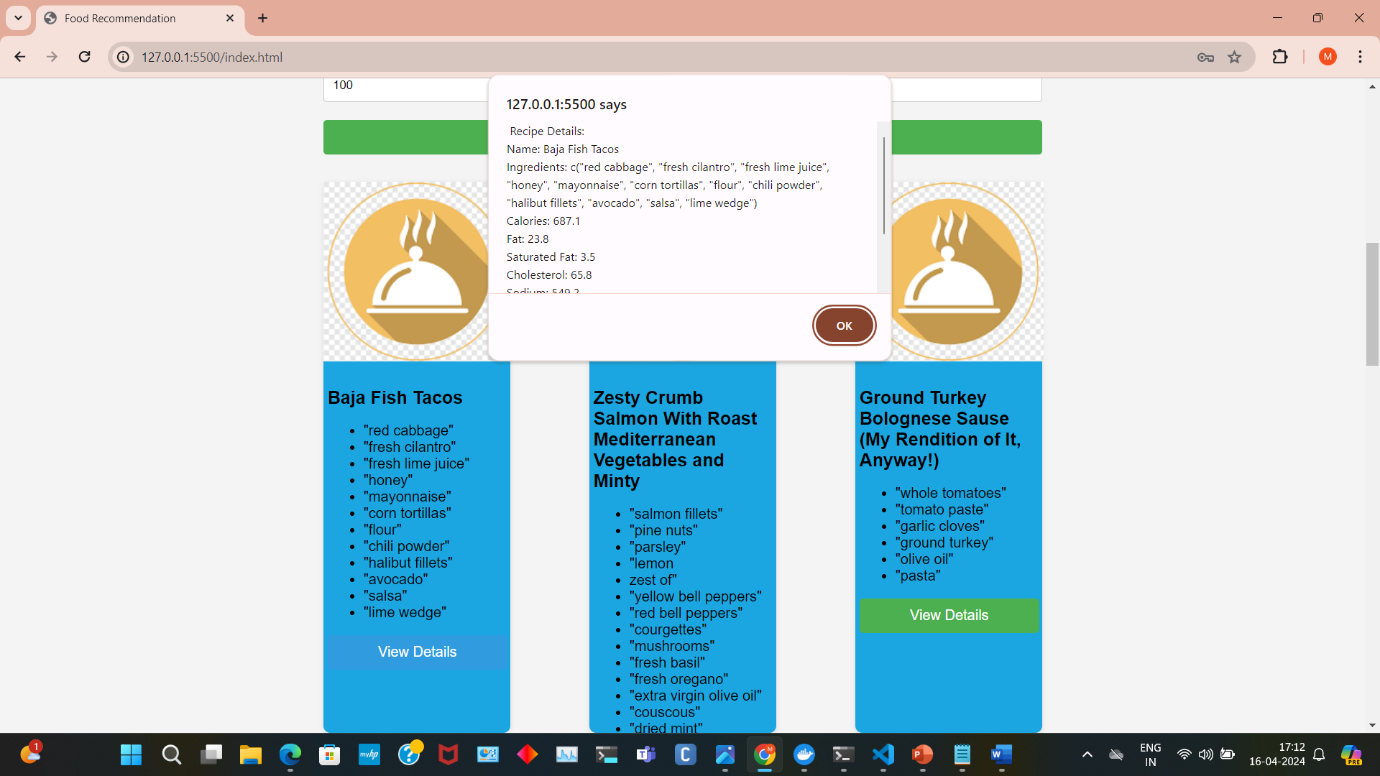 Food Recommendation
127.0.0.1:5500/index.html
M
100
127.0.0.1:5500 says
Recipe Details:
Name: Baja Fish Tacos
Ingredients: c("red cabbage", "fresh cilantro", "fresh lime juice",
"honey", "mayonnaise", "corn tortillas", "flour", "chili powder",
"halibut fillets", "avocado", "salsa", "lime wedge")
Calories: 687.1
Fat: 23.8
Saturated Fat: 3.5
Cholesterol: 65.8
Sodium: 549.2
OK
Baja Fish Tacos
"red cabbage"
"fresh cilantro"
"fresh lime juice"
"honey"
"mayonnaise"
"corn tortillas"
"flour"
"chili powder"
"halibut fillets"
"avocado"
"salsa"
"lime wedge"
View Details
Zesty Crumb
Salmon With Roast
Mediterranean
Vegetables and
Minty
"salmon fillets"
"pine nuts"
"parsley"
"lemon
zest of"
"yellow bell peppers"
"red bell peppers"
"courgettes"
"mushrooms"
"fresh basil"
"fresh oregano"
"extra virgin olive oil"
"couscous"
"dried mint"
Ground Turkey
Bolognese Sause
(My Rendition of It,
Anyway!)
"whole tomatoes"
"tomato paste"
"garlic cloves"
"ground turkey"
"olive oil"
"pasta"
View Details
1
myhp
?
C
P
W
ENG
IN
17:12
16-04-2024
PRE